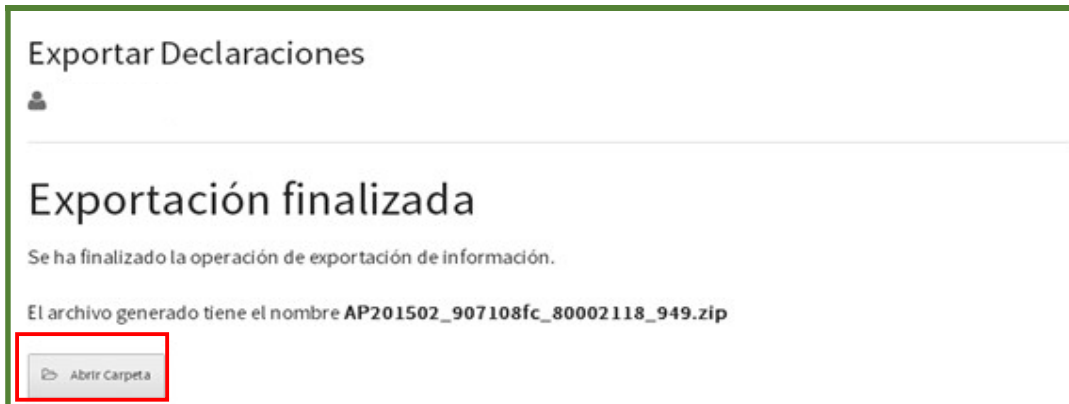 Exportar Declaraciones
Exportación finalizada
Se ha finalizado la operación de exportación de información.
El archivo generado tiene el nombre AP201502_907108fc_80002118_949.zip
Abrir Carpeta